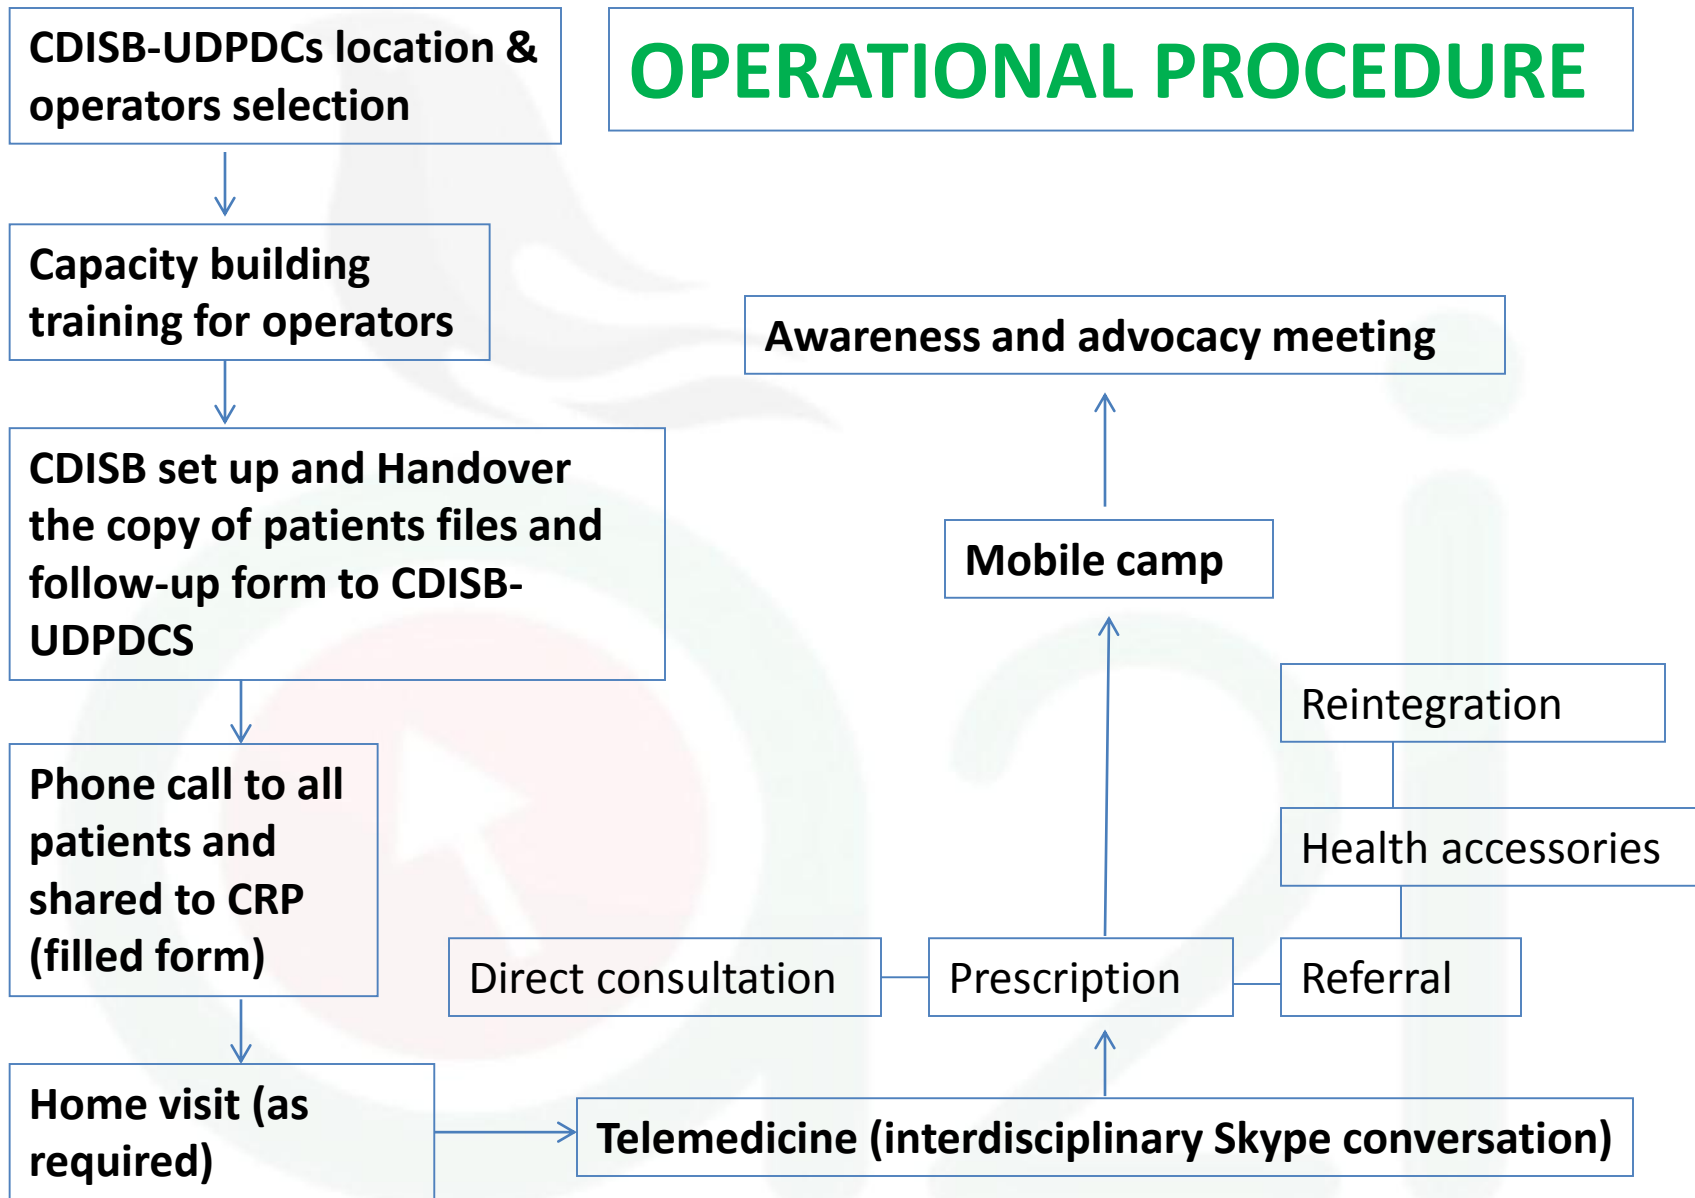 CDISB-UDPDCs location &
operators selection
OPERATIONAL PROCEDURE
Capacity building
training for operators
CDISB set up and Handover
the copy of patients files and
follow-up form to CDISB-
UDPDCS
Phone call to all
patients and
shared to CRP
(filled form)
Home visit (as
required)
Telemedicine (interdisciplinary Skype conversation)
Direct consultation
Prescription
Referral
Health accessories
Reintegration
Mobile camp
Awareness and advocacy meeting
a2i